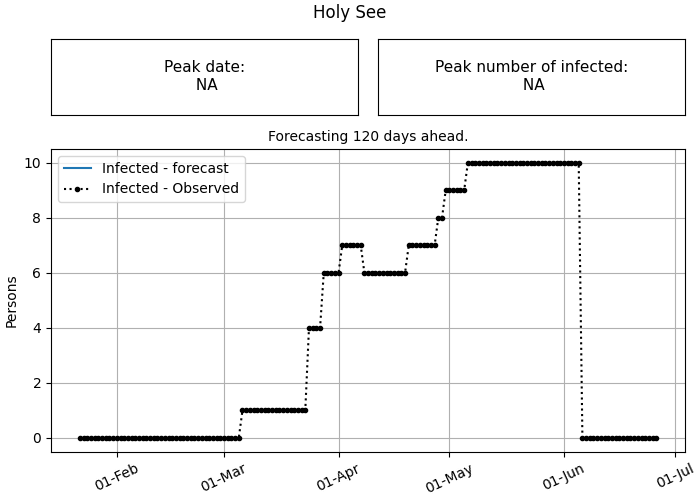 Holy See
Peak date:
NA
Peak number of infected:
NA
Forecasting 120 days ahead.
Infected - forecast
Infected - Observed
Persons
10
8
6
4
2
0
01-Feb
01-Mar
01-Apr
01-May
01-Jun
01-Jul